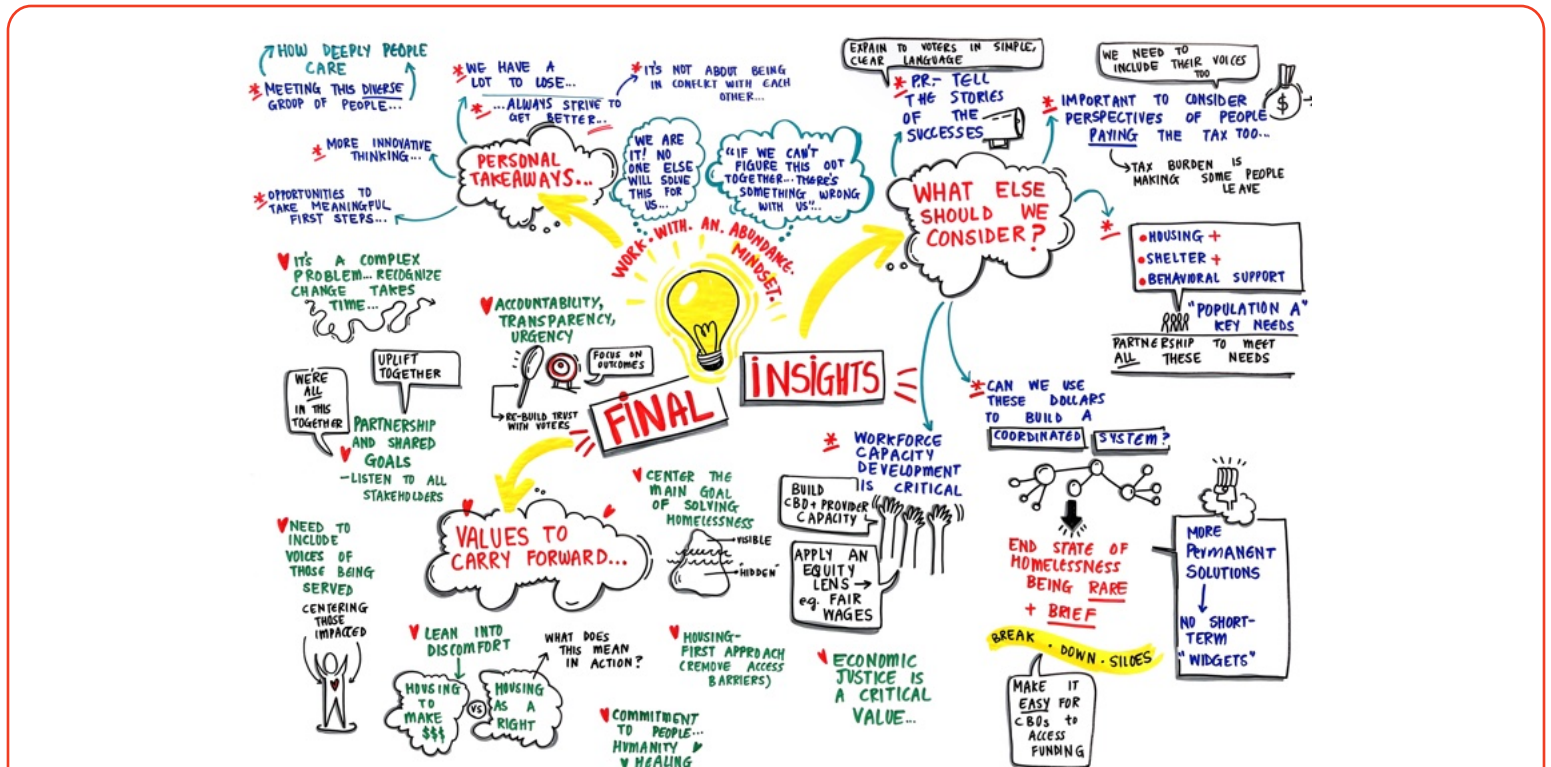 HOW DEEPLY PEOPLE
CARE
* MEETING THIS DIVERSE
GROUP OF PEOPLE...
* WE HAVE A
LOT TO LOSE...
* ...ALWAYS STRIVE TO
GET BETTER...
* IT'S NOT ABOUT BEING
IN CONFLKT WITH EACH
OTHER...
* MORE INNOVATIVE
THINKING...
* OPPORTUNITIES TO
TAKE MEANINGFUL
FIRST STEPS...
PERSONAL
TAKEAWAYS...
WE ARE
IT! NO
ONE ELSE
WILL SOLVE
THIS FOR
US...
"IF WE CAN'T
FIGURE THIS OUT
TOGETHER... THERE'S
SOMETHING WRONG
WITH US"...
WORK. WITH. AN. ABUNDANCE.
MINDSET.
EXPAIN TO VOTERS IN SIMPLE,
CLEAR LANGUAGE
* P.R.- TELL
THE STORIES
OF THE
SUCCESSES
WE NEED TO
INCLUDE THEIR VOICES
TOO
$
* IMPORTANT TO CONSIDER
PERSPECTIVES OF PEOPLE
PAYING THE TAX TOO...
TAX BURDEN IS
MAKING SOME PEOPLE
LEAVE
WHAT ELSE
SHOULD WE
CONSIDER?
*
• HOUSING +
• SHELTER +
• BEHAVIORAL SUPPORT
"POPULATION A"
KEY NEEDS
PARTNERSHIP TO MEET
ALL THESE NEEDS
* CAN WE USE
THESE DOLLARS
TO BUILD A
COORDINATED SYSTEM?
END STATE OF
HOMELESSNESS
BEING RARE
+ BRIEF
BREAK . DOWN . SILOES
MAKE IT
EASY FOR
CBOs to
ACCESS
FUNDING
MORE
PERMANENT
SOLUTIONS
NO SHORT-
TERM
"WIDGETS"
* WORKFORCE
CAPACITY
DEVELOPMENT
IS CRITICAL
BUILD
CBO + PROVIDER
CAPACITY
APPLY AN
EQUITY
LENS →
eg. FAIR
WAGES
FINAL
INSIGHTS
IT'S A COMPLEX
PROBLEM... RECOGNIZE
CHANGE TAKES
TIME...
ACCOUNTABILITY,
TRANSPARENCY,
URGENCY
FOCUS ON
OUTCOMES
RE-BUILD TRUST
WITH VOTERS
WE'RE
ALL
IN THIS
TOGETHER
UPLIFT
TOGETHER
PARTNERSHIP
AND SHARED
GOALS
- LISTEN TO ALL
STAKEHOLDERS
VALUES TO
CARRY FORWARD...
NEED TO
INCLUDE
VOICES OF
THOSE BEING
SERVED
CENTERING
THOSE
IMPACTED
CENTER THE
MAIN GOAL
OF SOLVING
HOMELESSNESS
VISIBLE
"HIDDEN"
LEAN INTO
DISCOMFORT
WHAT DOES
THIS MEAN
IN ACTION?
HOUSING
TO
MAKE
$$$
VS
HOUSING
AS A
RIGHT
HOUSING-
FIRST APPROACH
(REMOVE ACCESS
BARRIERS)
ECONOMIC
JUSTICE IS
A CRITICAL
VALUE...
COMMITMENT
TO PEOPLE...
HUMANITY
HEALING